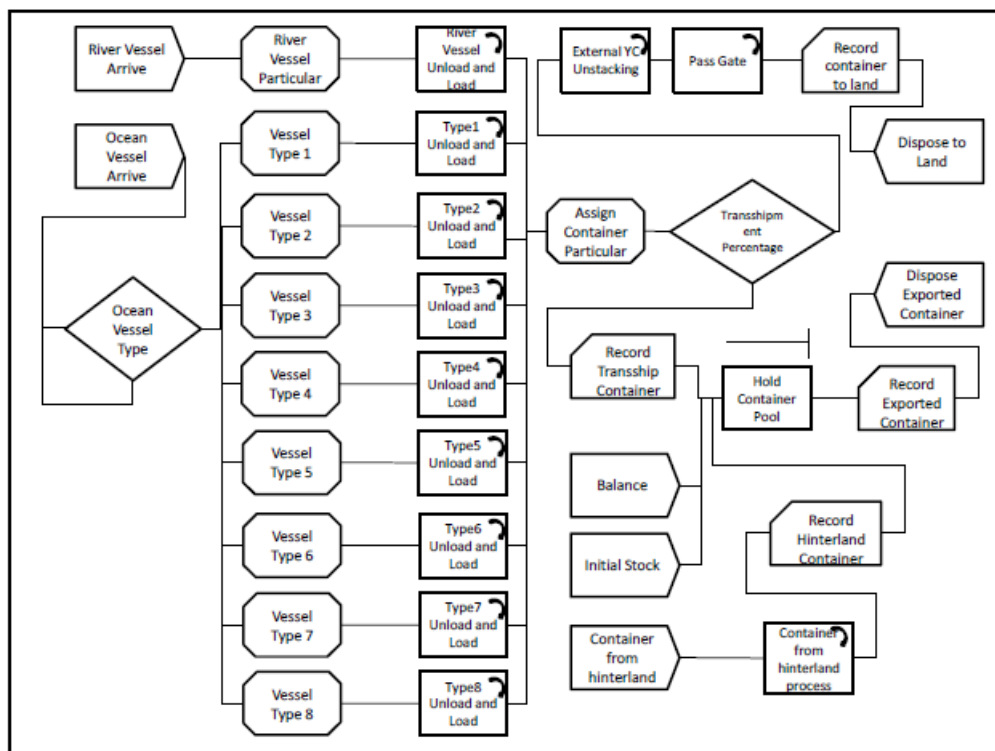 River Vessel
Arrive
River
Vessel
Particular
River
Vessel
Unload and
Load
External YC
Unstacking
Pass Gate
Record
container
to land
Ocean
Vessel
Arrive
Vessel
Type 1
Type1
Unload and
Load
Dispose to
Land
Vessel
Type 2
Type2
Unload and
Load
Assign
Container
Particular
Transshipm
ent
Percentage
Ocean
Vessel
Type
Vessel
Type 3
Type3
Unload and
Load
Dispose
Exported
Container
Vessel
Type 4
Type4
Unload and
Load
Record
Transship
Container
Hold
Container
Pool
Record
Exported
Container
Vessel
Type 5
Type5
Unload and
Load
Balance
Vessel
Type 6
Type6
Unload and
Load
Initial Stock
Record
Hinterland
Container
Vessel
Type 7
Type7
Unload and
Load
Container
from
hinterland
Container
from
hinterland
process
Vessel
Type 8
Type8
Unload and
Load